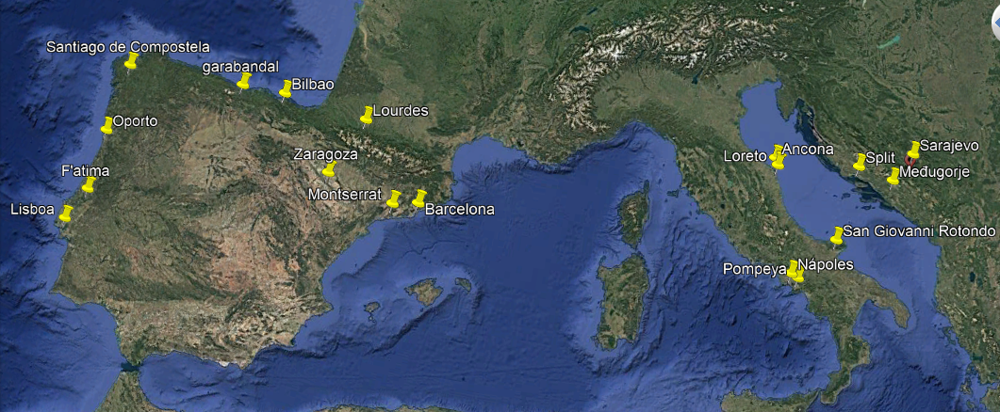 Santiago de Compostela
garabandal
Bilbao
Oporto
Lourdes
Zaragoza
Loreto
Ancona
Split
Sarajevo
F'atima
Međugorje
Montserrat
Lisboa
Barcelona
San Giovanni Rotondo
Pompeya
Nápoles